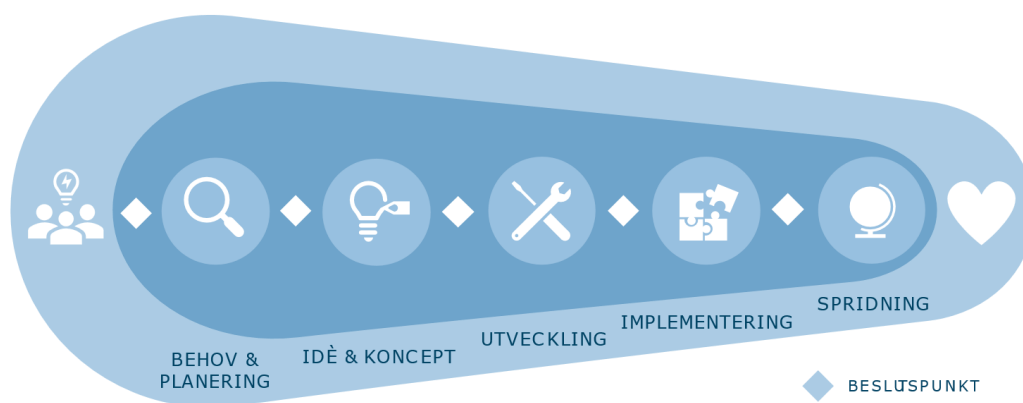 BEHOV &
PLANERING
IDÈ & KONCEPT
UTVECKLING
IMPLEMENTERING
SPRIDNING
BESLUTSPUNKT